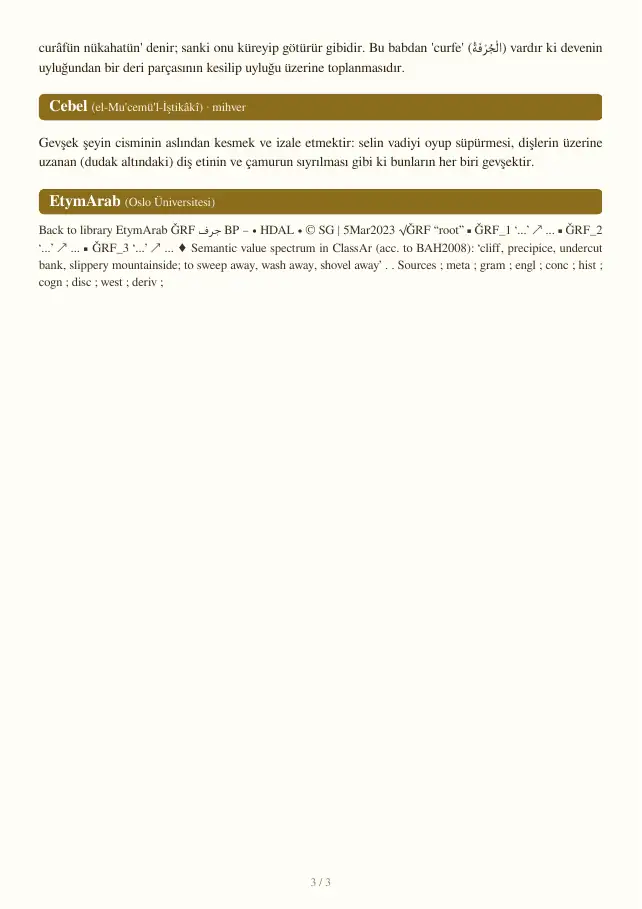 curâfün nükahatün' denir; sanki onu küreyip götürür gibidir. Bu babdan 'curfe' (الْجُرْفَةُ) vardır ki devenin
uyluğundan bir deri parçasının kesilip uyluğu üzerine toplanmasıdır.
Cebel (el-Mu'cemü'l-İştikâkî) · mihver
Gevşek şeyin cisminin aslından kesmek ve izale etmektir: selin vadiyi oyup süpürmesi, dişlerin üzerine
uzanan (dudak altındaki) diş etinin ve çamurun sıyrılması gibi ki bunların her biri gevşektir.
EtymArab (Oslo Üniversitesi)
Back to library EtymArab ǦRF جرف BP – • HDAL • © SG | 5Mar2023 √ǦRF “root” ▪ ǦRF_1 ‘...’ ↗ ... ▪ ǦRF_2
‘...’ ↗ ... ▪ ǦRF_3 ‘...’ ↗ ... ♦ Semantic value spectrum in ClassAr (acc. to BAH2008): ‘cliff, precipice, undercut
bank, slippery mountainside; to sweep away, wash away, shovel away’ . . Sources ; meta ; gram ; engl ; conc ; hist ;
cogn ; disc ; west ; deriv ;
3 / 3